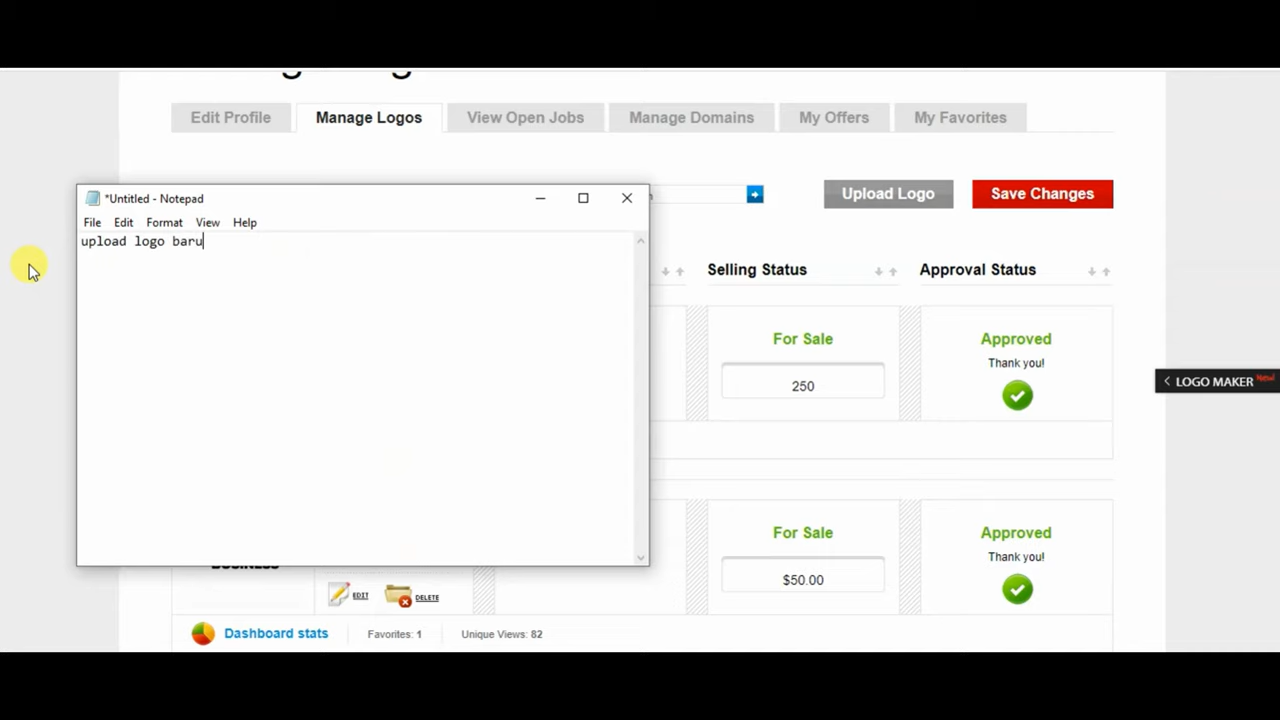 Edit Profile
Manage Logos
View Open Jobs
Manage Domains
My Offers
My Favorites
*Untitled - Notepad
File Edit Format View Help
upload logo baru
Upload Logo
Save Changes
Selling Status
Approval Status
For Sale
250
Approved
Thank you!
LOGO MAKER New!
For Sale
$50.00
Approved
Thank you!
EDIT
DELETE
Dashboard stats
Favorites: 1
Unique Views: 82